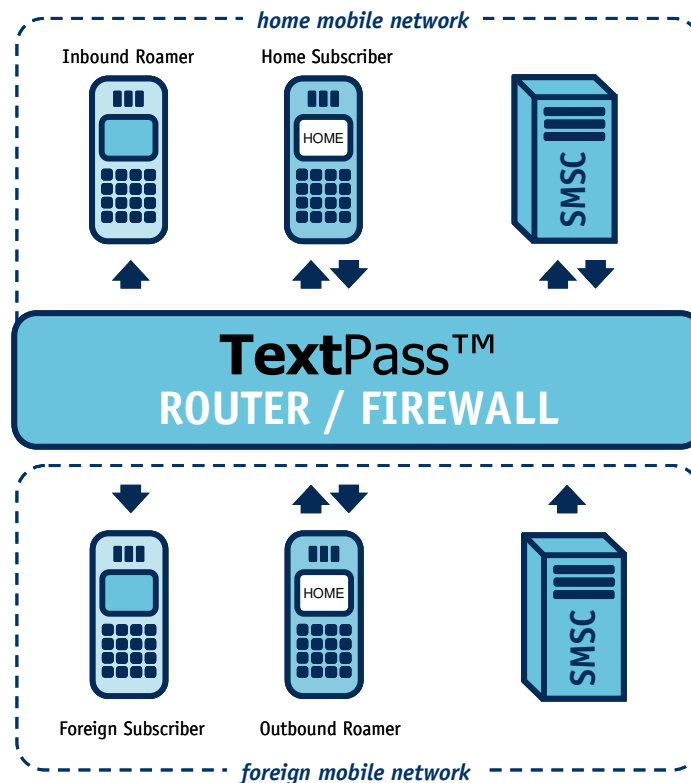 home mobile network
Inbound Roamer
Home Subscriber
HOME
SMSC
TextPass™
ROUTER / FIREWALL
HOME
SMSC
Foreign Subscriber
Outbound Roamer
foreign mobile network